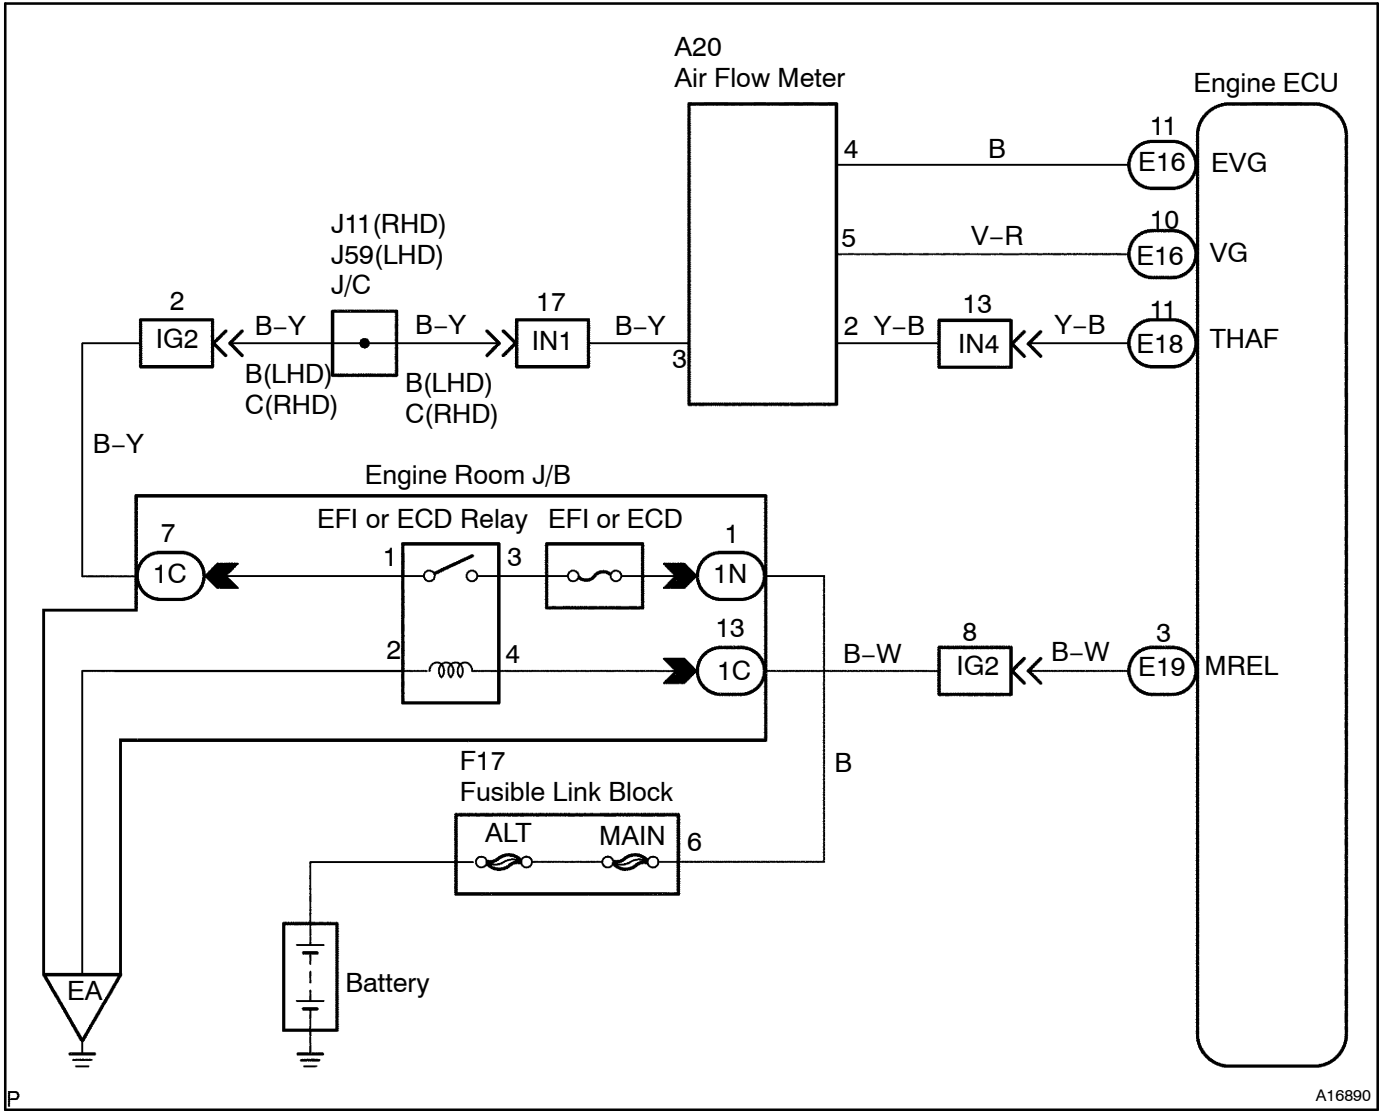 A20
Air Flow Meter
Engine ECU
4
B
11
E16
EVG
5
V–R
10
E16
VG
J11(RHD)
J59(LHD)
J/C
2
IG2
B–Y
B–Y
17
IN1
B–Y
3
2
Y–B
13
IN4
Y–B
11
E18
THAF
B(LHD)
C(RHD)
B(LHD)
C(RHD)
B–Y
Engine Room J/B
EFI or ECD Relay
EFI or ECD
7
1C
1
3
1
1N
2
4
13
1C
B–W
8
IG2
B–W
3
E19
MREL
B
F17
Fusible Link Block
ALT
MAIN
6
Battery
EA
P
A16890